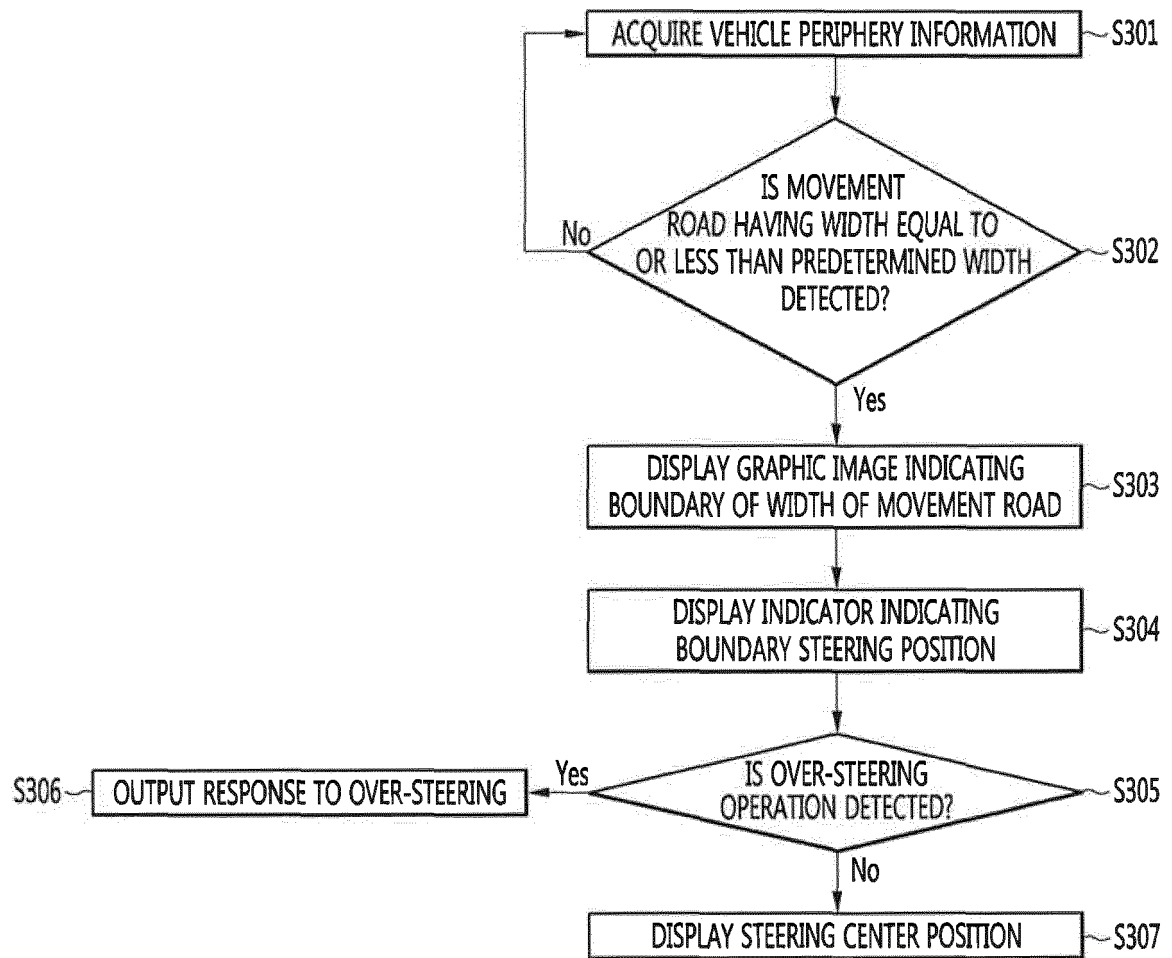 ACQUIRE VEHICLE PERIPHERY INFORMATION
S301
IS MOVEMENT
ROAD HAVING WIDTH EQUAL TO
OR LESS THAN PREDETERMINED WIDTH
DETECTED?
S302
No
Yes
DISPLAY GRAPHIC IMAGE INDICATING
BOUNDARY OF WIDTH OF MOVEMENT ROAD
S303
DISPLAY INDICATOR INDICATING
BOUNDARY STEERING POSITION
S304
IS OVER-STEERING
OPERATION DETECTED?
S305
Yes
S306
OUTPUT RESPONSE TO OVER-STEERING
No
DISPLAY STEERING CENTER POSITION
S307